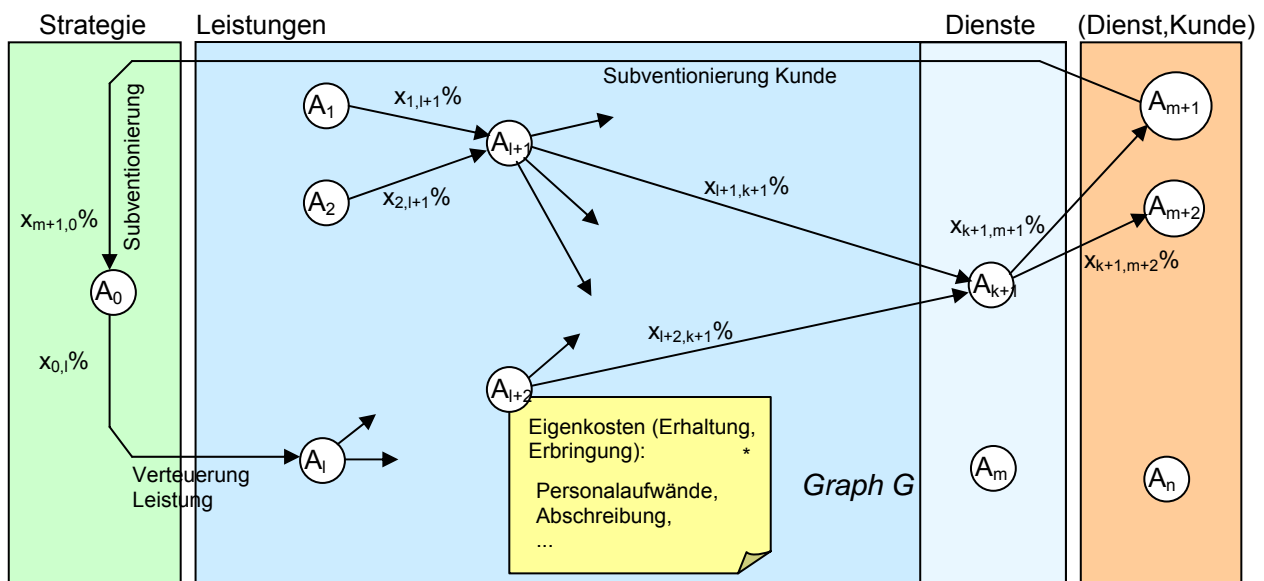 Strategie
Leistungen
Dienste
(Dienst,Kunde)
Subventionierung Kunde
Subventionierung
A1
x1,l+1%
Al+1
A2
x2,l+1%
xl+1,k+1%
Am+1
Am+2
xk+1,m+1%
xk+1,m+2%
xm+1,0%
A0
Ak+1
x0,l%
xl+2,k+1%
Al+2
Al
Verteuerung
Leistung
Eigenkosten (Erhaltung,
Erbringung): *
Personalaufwände,
Abschreibung,
...
Graph G
Am
An